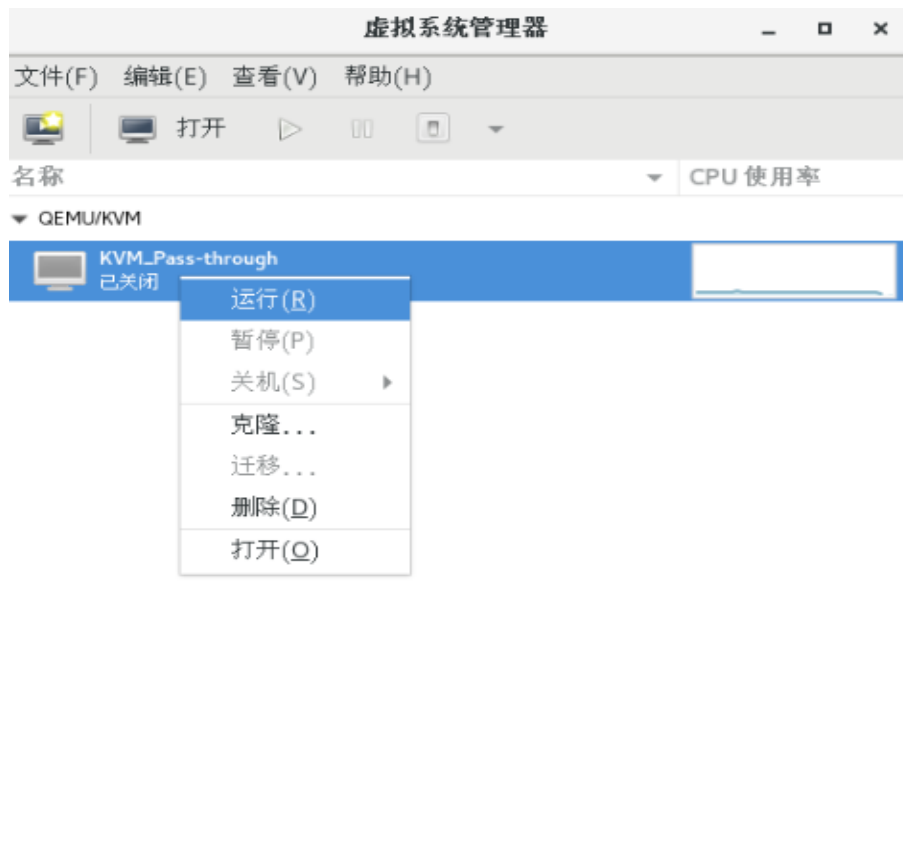 虚拟系统管理器
文件(F) 编辑(E) 查看(V) 帮助(H)
打开
名称 CPU 使用率
QEMU/KVM
KVM_Pass-through
已关闭
运行(R)
暂停(P)
关机(S)
克隆...
迁移...
删除(D)
打开(O)